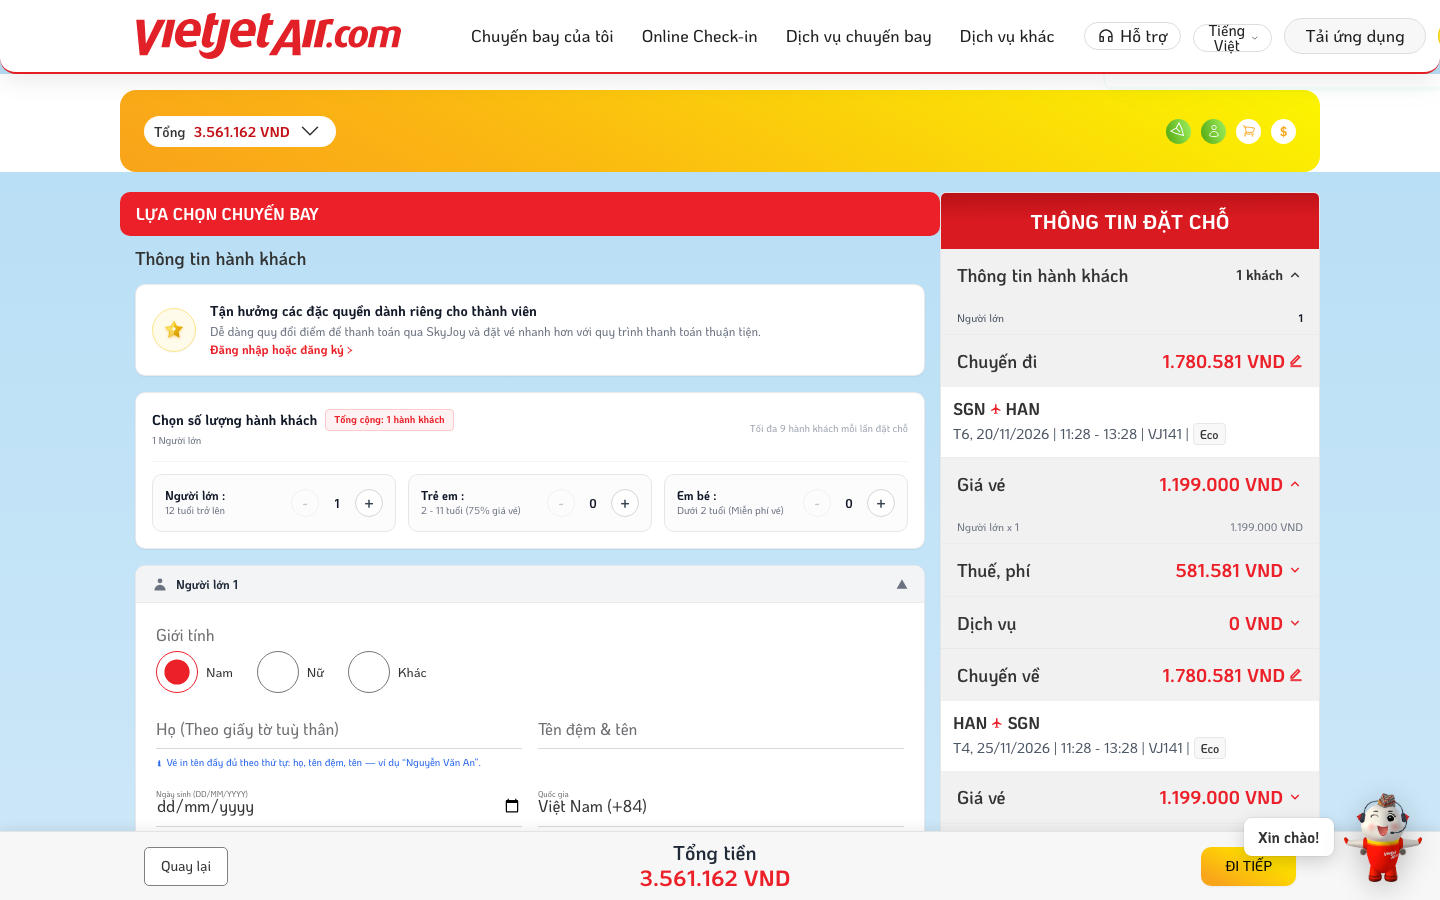 vietjetAir.com
Chuyến bay của tôi
Online Check-in
Dịch vụ chuyến bay
Dịch vụ khác
Hỗ trợ
Tiếng Việt
Tải ứng dụng
Tổng 3.561.162 VND
$
LỰA CHỌN CHUYẾN BAY
Thông tin hành khách
Tận hưởng các đặc quyền dành riêng cho thành viên
Dễ dàng quy đổi điểm để thanh toán qua SkyJoy và đặt vé nhanh hơn với quy trình thanh toán thuận tiện.
Đăng nhập hoặc đăng ký >
Chọn số lượng hành khách
Tổng cộng: 1 hành khách
1 Người lớn
Tối đa 9 hành khách mỗi lần đặt chỗ
Người lớn :
12 tuổi trở lên
- 1 +
Trẻ em :
2 - 11 tuổi (75% giá vé)
- 0 +
Em bé :
Dưới 2 tuổi (Miễn phí vé)
- 0 +
Người lớn 1
Giới tính
Nam
Nữ
Khác
Họ (Theo giấy tờ tuỳ thân)
Tên đệm & tên
Vé in tên đầy đủ theo thứ tự: họ, tên đệm, tên — ví dụ “Nguyễn Văn An”.
Ngày sinh (DD/MM/YYYY)
dd/mm/yyyy
Quốc gia
Việt Nam (+84)
THÔNG TIN ĐẶT CHỖ
Thông tin hành khách 1 khách
Người lớn 1
Chuyến đi 1.780.581 VND
SGN HAN
T6, 20/11/2026 | 11:28 - 13:28 | VJ141 | Eco
Giá vé 1.199.000 VND
Người lớn x 1 1.199.000 VND
Thuế, phí 581.581 VND
Dịch vụ 0 VND
Chuyến về 1.780.581 VND
HAN SGN
T4, 25/11/2026 | 11:28 - 13:28 | VJ141 | Eco
Giá vé 1.199.000 VND
Xin chào!
Quay lại
Tổng tiền
3.561.162 VND
ĐI TIẾP